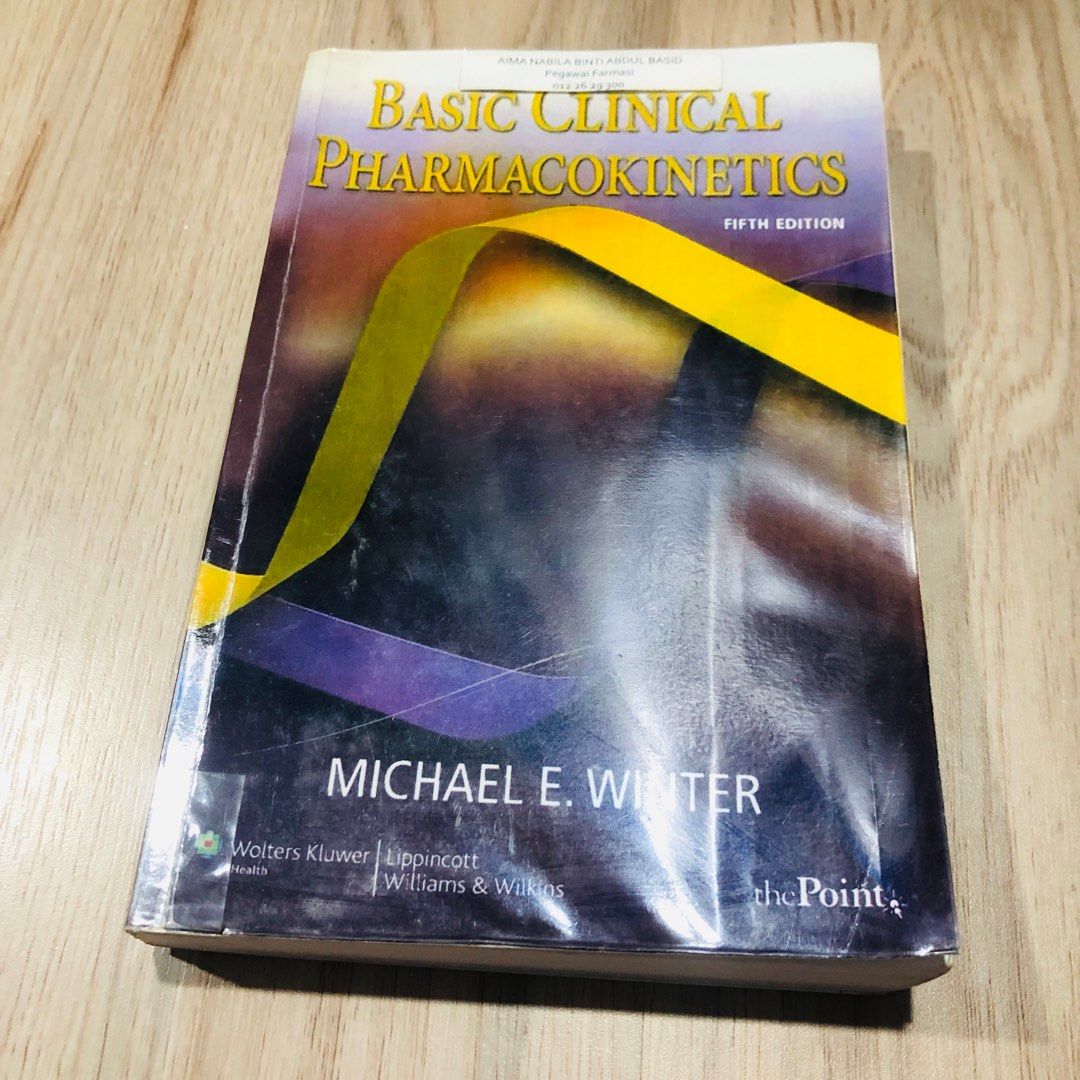 AIMA NABILA BINTI ABDUL BASID
Pegawai Farmasi
012 26 29 300
BASIC CLINICAL
PHARMACOKINETICS
FIFTH EDITION
MICHAEL E. WINTER
Wolters Kluwer
Health
Lippincott
Williams & Wilkins
thePoint